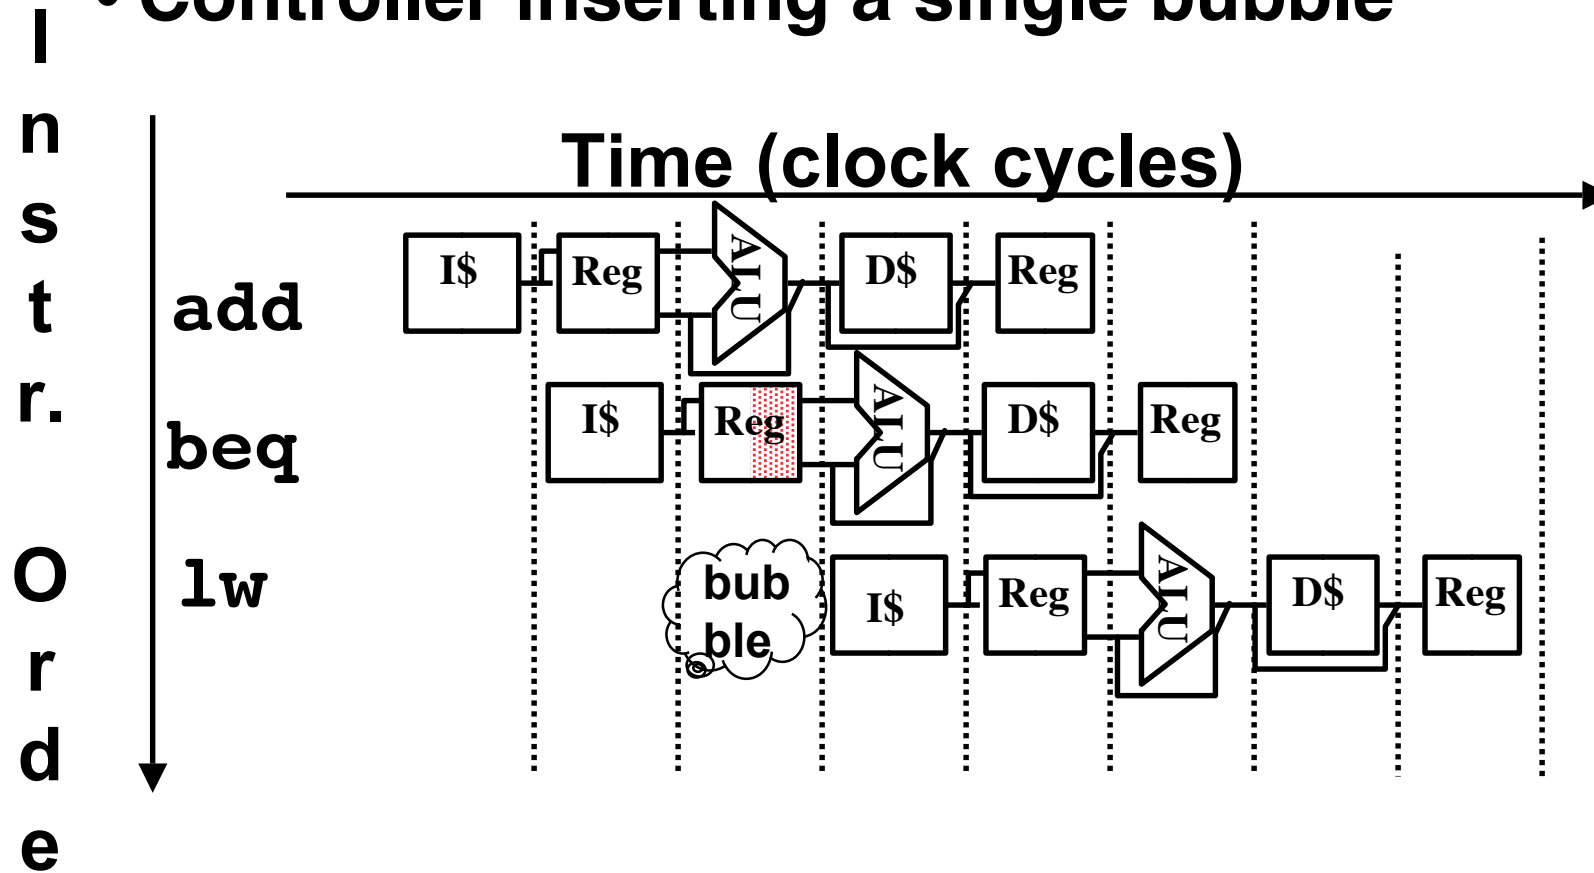 • Controller inserting a single bubble
I
n
s
t
r.
O
r
d
e
Time (clock cycles)
add
I$ Reg ALU D$ Reg
beq
I$ Reg ALU D$ Reg
lw
bub
ble
I$ Reg ALU D$ Reg